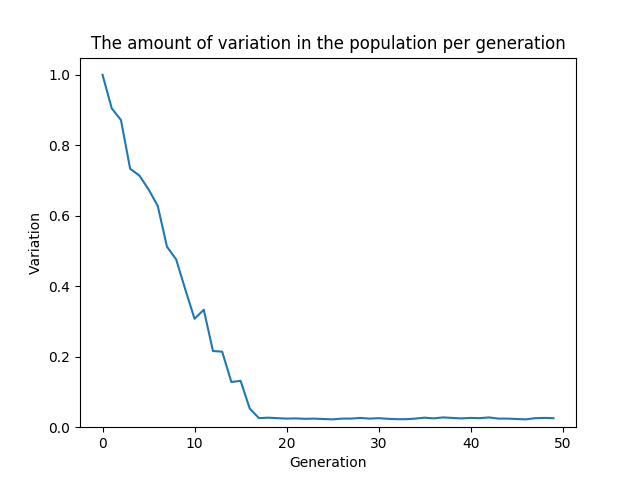 The amount of variation in the population per generation
1.0
0.8
0.6
0.4
0.2
0.0
Variation
0 10 20 30 40 50
Generation